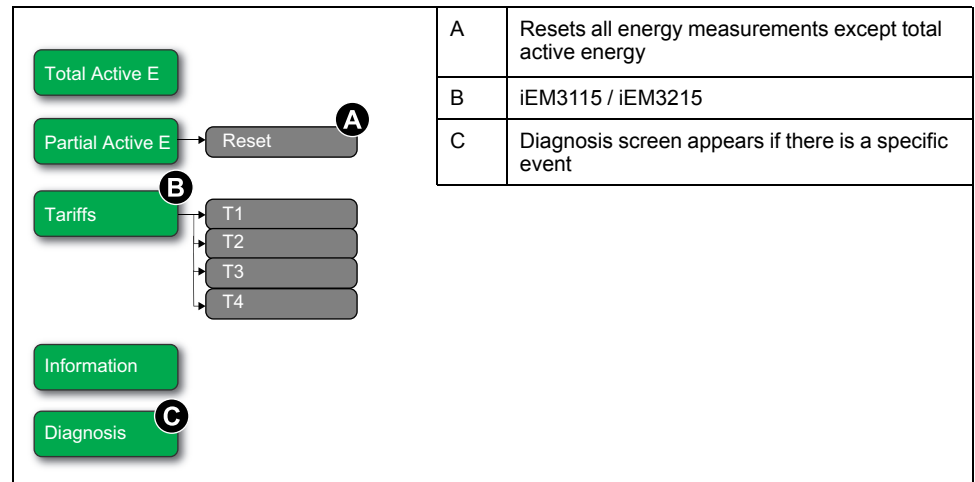 Total Active E
Partial Active E
Reset
A
B
Tariffs
T1
T2
T3
T4
Information
C
Diagnosis
A
Resets all energy measurements except total
active energy
B
iEM3115 / iEM3215
C
Diagnosis screen appears if there is a specific
event